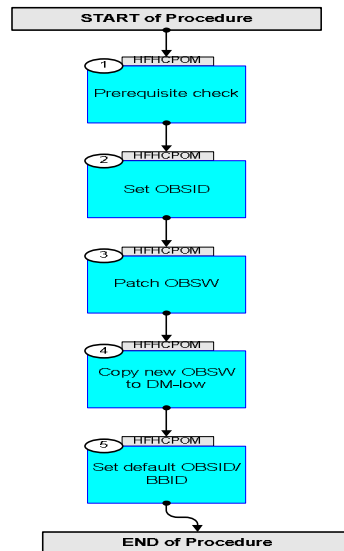 START of Procedure
HFHCPOM
1
Prerequisite check
HFHCPOM
2
Set OBSID
HFHCPOM
3
Patch OBSW
HFHCPOM
4
Copy new OBSW
to DM-low
HFHCPOM
5
Set default OBSID/
BBID
END of Procedure